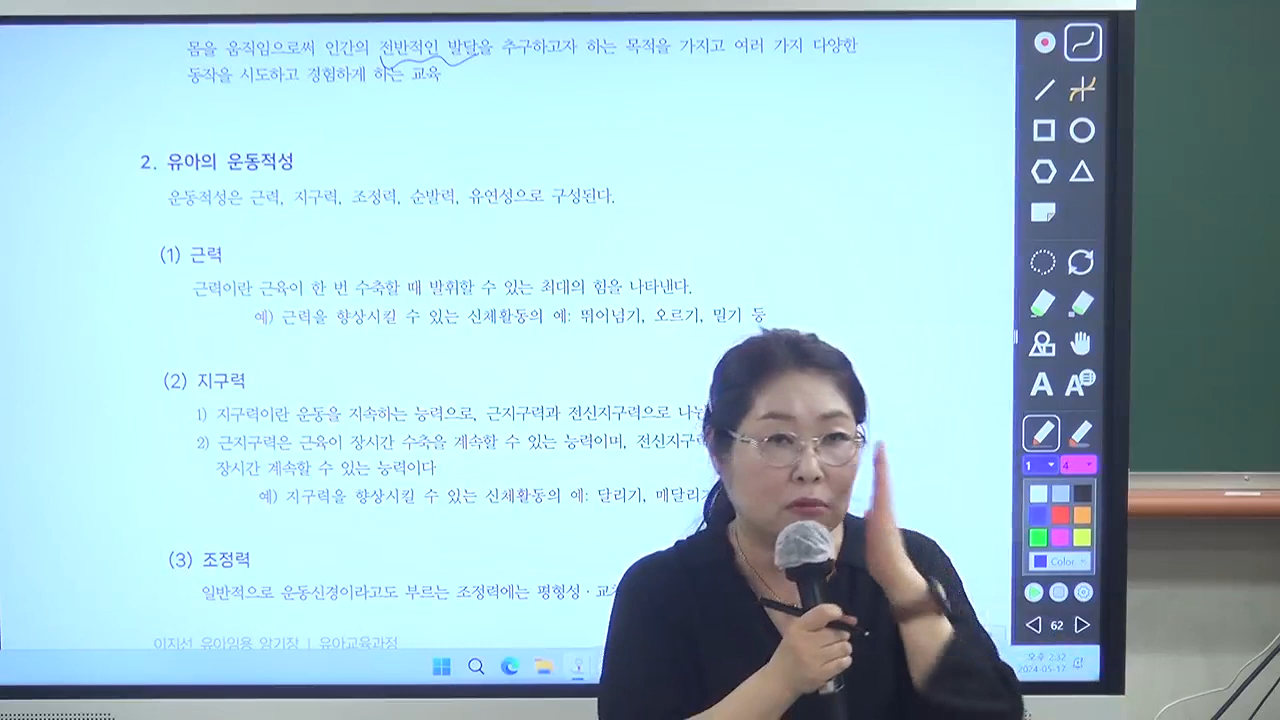 몸을 움직임으로써 인간의 전반적인 발달을 추구하고자 하는 목적을 가지고 여러 가지 다양한
동작을 시도하고 경험하게 하는 교육
2. 유아의 운동적성
운동적성은 근력, 지구력, 조정력, 순발력, 유연성으로 구성된다.
(1) 근력
근력이란 근육이 한 번 수축할 때 발휘할 수 있는 최대의 힘을 나타낸다.
예) 근력을 향상시킬 수 있는 신체활동의 예: 뛰어넘기, 오르기, 밀기 등
(2) 지구력
1) 지구력이란 운동을 지속하는 능력으로, 근지구력과 전신지구력으로
2) 근지구력은 근육이 장시간 수축을 계속할 수 있는 능력이며,
장시간 계속할 수 있는 능력이다
예) 지구력을 향상시킬 수 있는 신체활동의 예: 달리기,
(3) 조정력
일반적으로 운동신경이라고도 부르는 조정력에는 평형성 ·
이지선 유아임용 암기장 | 유아교육과정
A A
1 4
Color
62
오후 2:32
2024-05-17